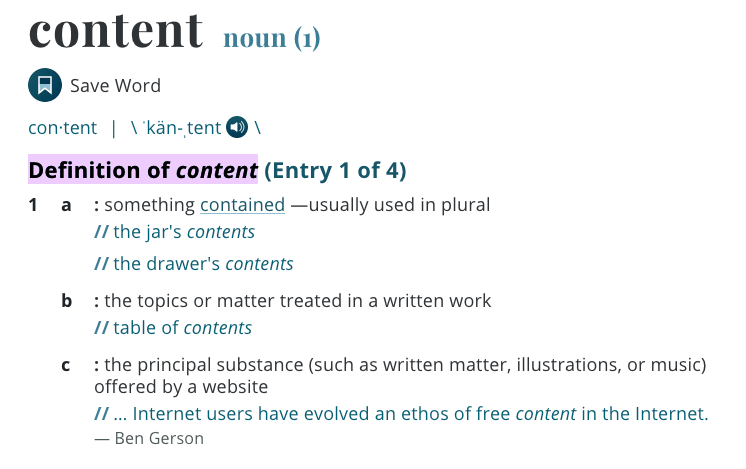 content noun (1)
Save Word
con·tent | \ ˈkän-ˌtent \
Definition of content (Entry 1 of 4)
1 a : something contained —usually used in plural
// the jar's contents
// the drawer's contents
b : the topics or matter treated in a written work
// table of contents
c : the principal substance (such as written matter, illustrations, or music)
offered by a website
// … Internet users have evolved an ethos of free content in the Internet.
— Ben Gerson